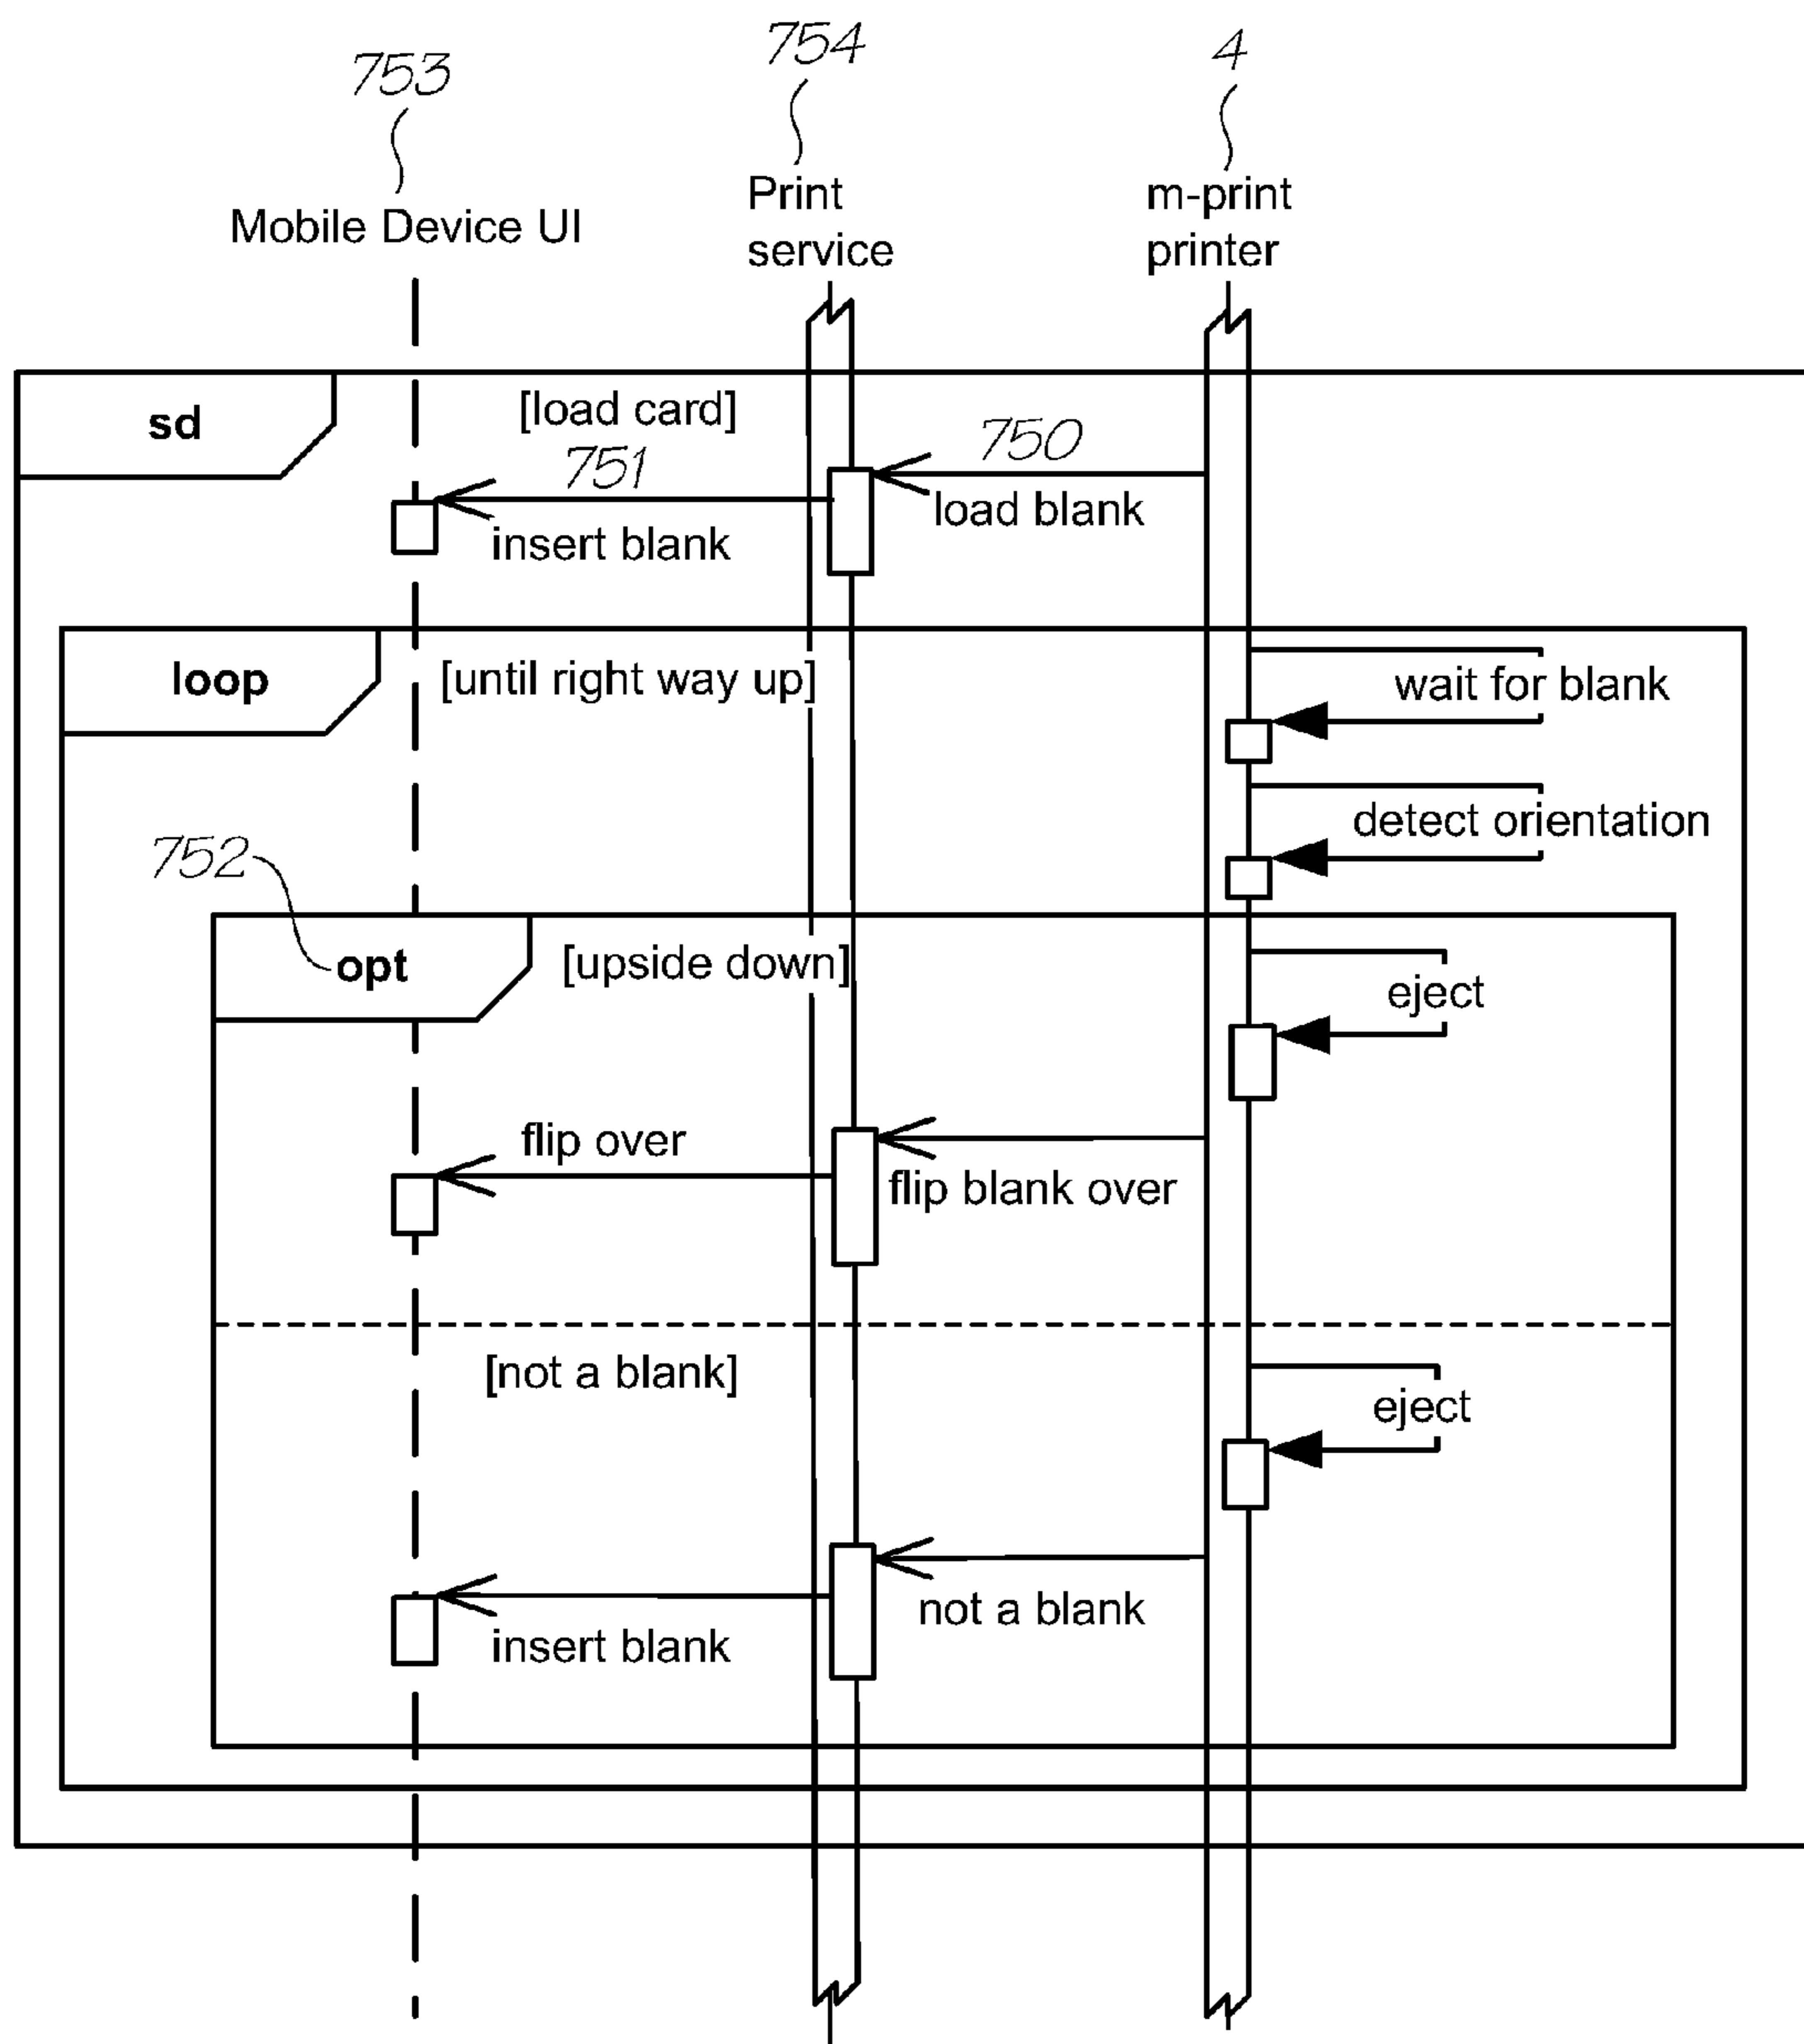 753
754
4
Mobile Device UI
Print
service
m-print
printer
sd
[load card]
751
750
insert blank
load blank
loop
[until right way up]
wait for blank
detect orientation
752
opt
[upside down]
eject
flip over
flip blank over
[not a blank]
eject
not a blank
insert blank